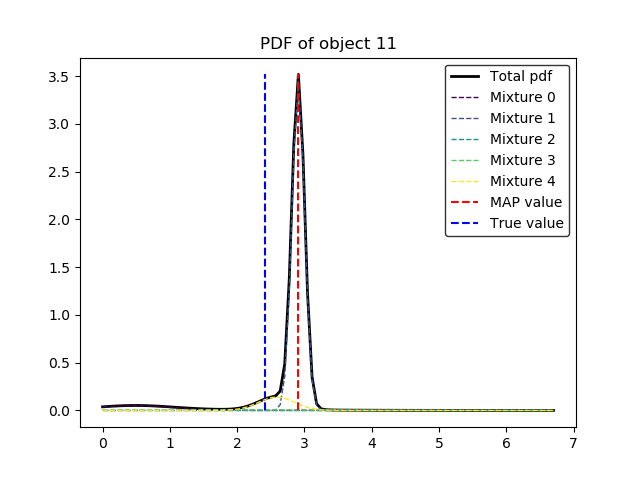 PDF of object 11
3.5
3.0
2.5
2.0
1.5
1.0
0.5
0.0
0 1 2 3 4 5 6 7
Total pdf
Mixture 0
Mixture 1
Mixture 2
Mixture 3
Mixture 4
MAP value
True value